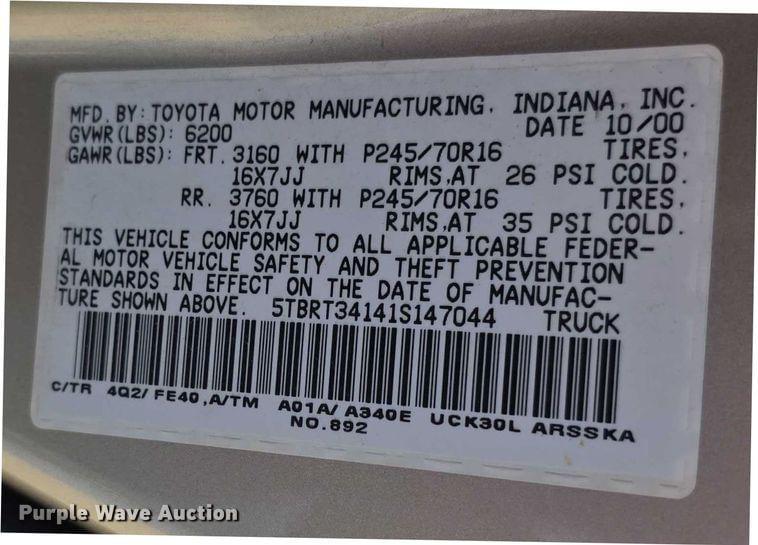 MFD. BY: TOYOTA MOTOR MANUFACTURING, INDIANA, INC.
GVWR(LBS): 6200 DATE 10/00
GAWR(LBS): FRT. 3160 WITH P245/70R16 TIRES,
16X7JJ RIMS,AT 26 PSI COLD.
RR. 3760 WITH P245/70R16 TIRES,
16X7JJ RIMS,AT 35 PSI COLD.
THIS VEHICLE CONFORMS TO ALL APPLICABLE FEDER-
AL MOTOR VEHICLE SAFETY AND THEFT PREVENTION
STANDARDS IN EFFECT ON THE DATE OF MANUFAC-
TURE SHOWN ABOVE. 5TBRT34141S147044 TRUCK
C/TR 4Q2/ FE40,A/TM A01A/ A340E UCK30L ARSSKA
NO.892
Purple Wave Auction